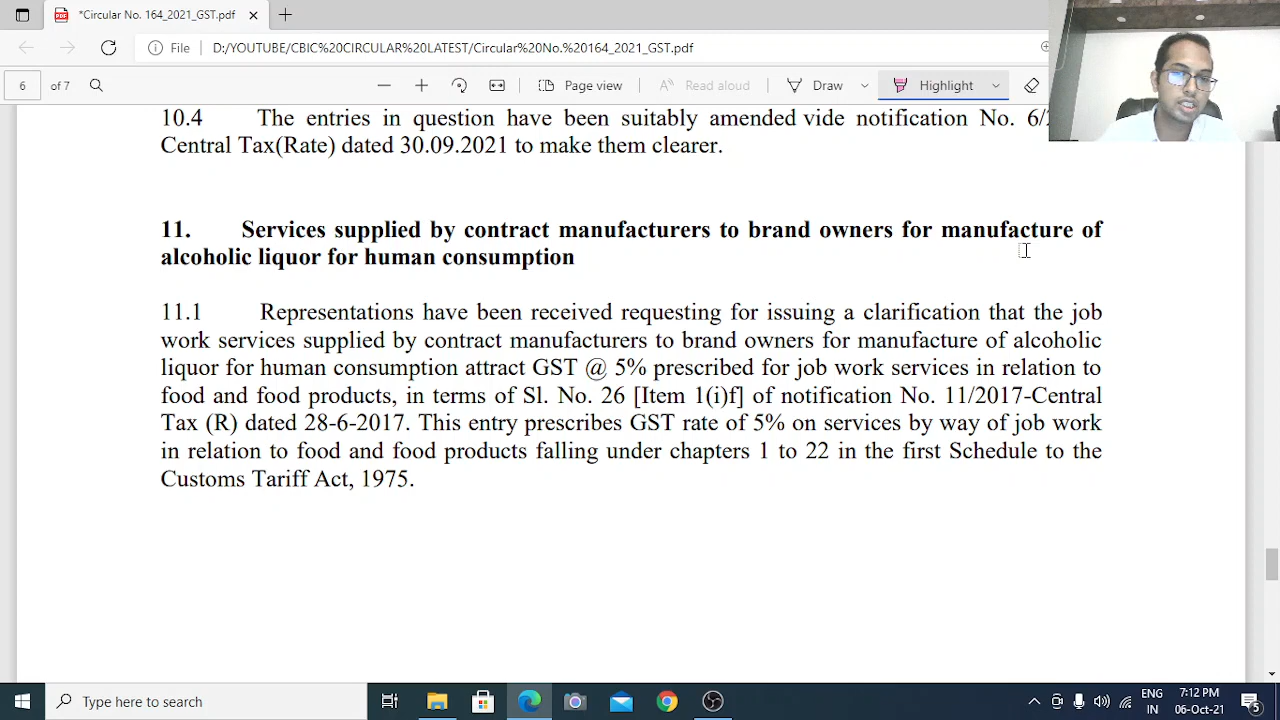 *Circular No. 164_2021_GST.pdf
File D:/YOUTUBE/CBIC%20CIRCULAR%20LATEST/Circular%20No.%20164_2021_GST.pdf
6 of 7 Page view Read aloud Draw Highlight
10.4 The entries in question have been suitably amended vide notification No.
Central Tax(Rate) dated 30.09.2021 to make them clearer.
11. Services supplied by contract manufacturers to brand owners for manufacture of
alcoholic liquor for human consumption
11.1 Representations have been received requesting for issuing a clarification that the job
work services supplied by contract manufacturers to brand owners for manufacture of alcoholic
liquor for human consumption attract GST @ 5% prescribed for job work services in relation to
food and food products, in terms of Sl. No. 26 [Item 1(i)f] of notification No. 11/2017-Central
Tax (R) dated 28-6-2017. This entry prescribes GST rate of 5% on services by way of job work
in relation to food and food products falling under chapters 1 to 22 in the first Schedule to the
Customs Tariff Act, 1975.
Type here to search
ENG 7:12 PM
IN 06-Oct-21 5